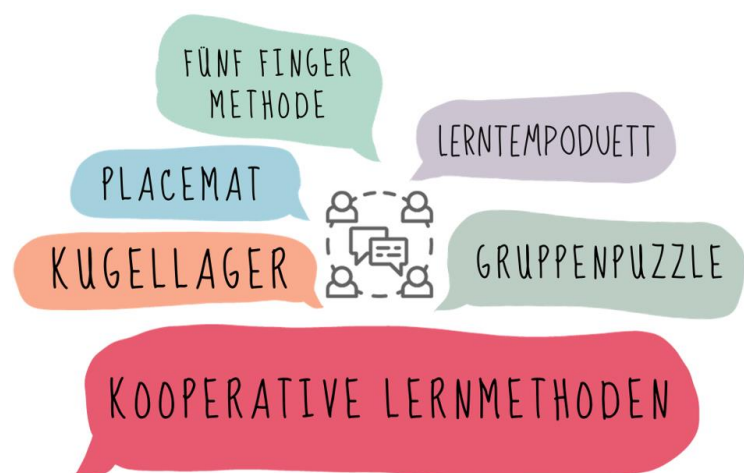 FÜNF FINGER
METHODE
LERNTEMPODUETT
PLACEMAT
KUGELLAGER
GRUPPENPUZZLE
KOOPERATIVE LERNMETHODEN